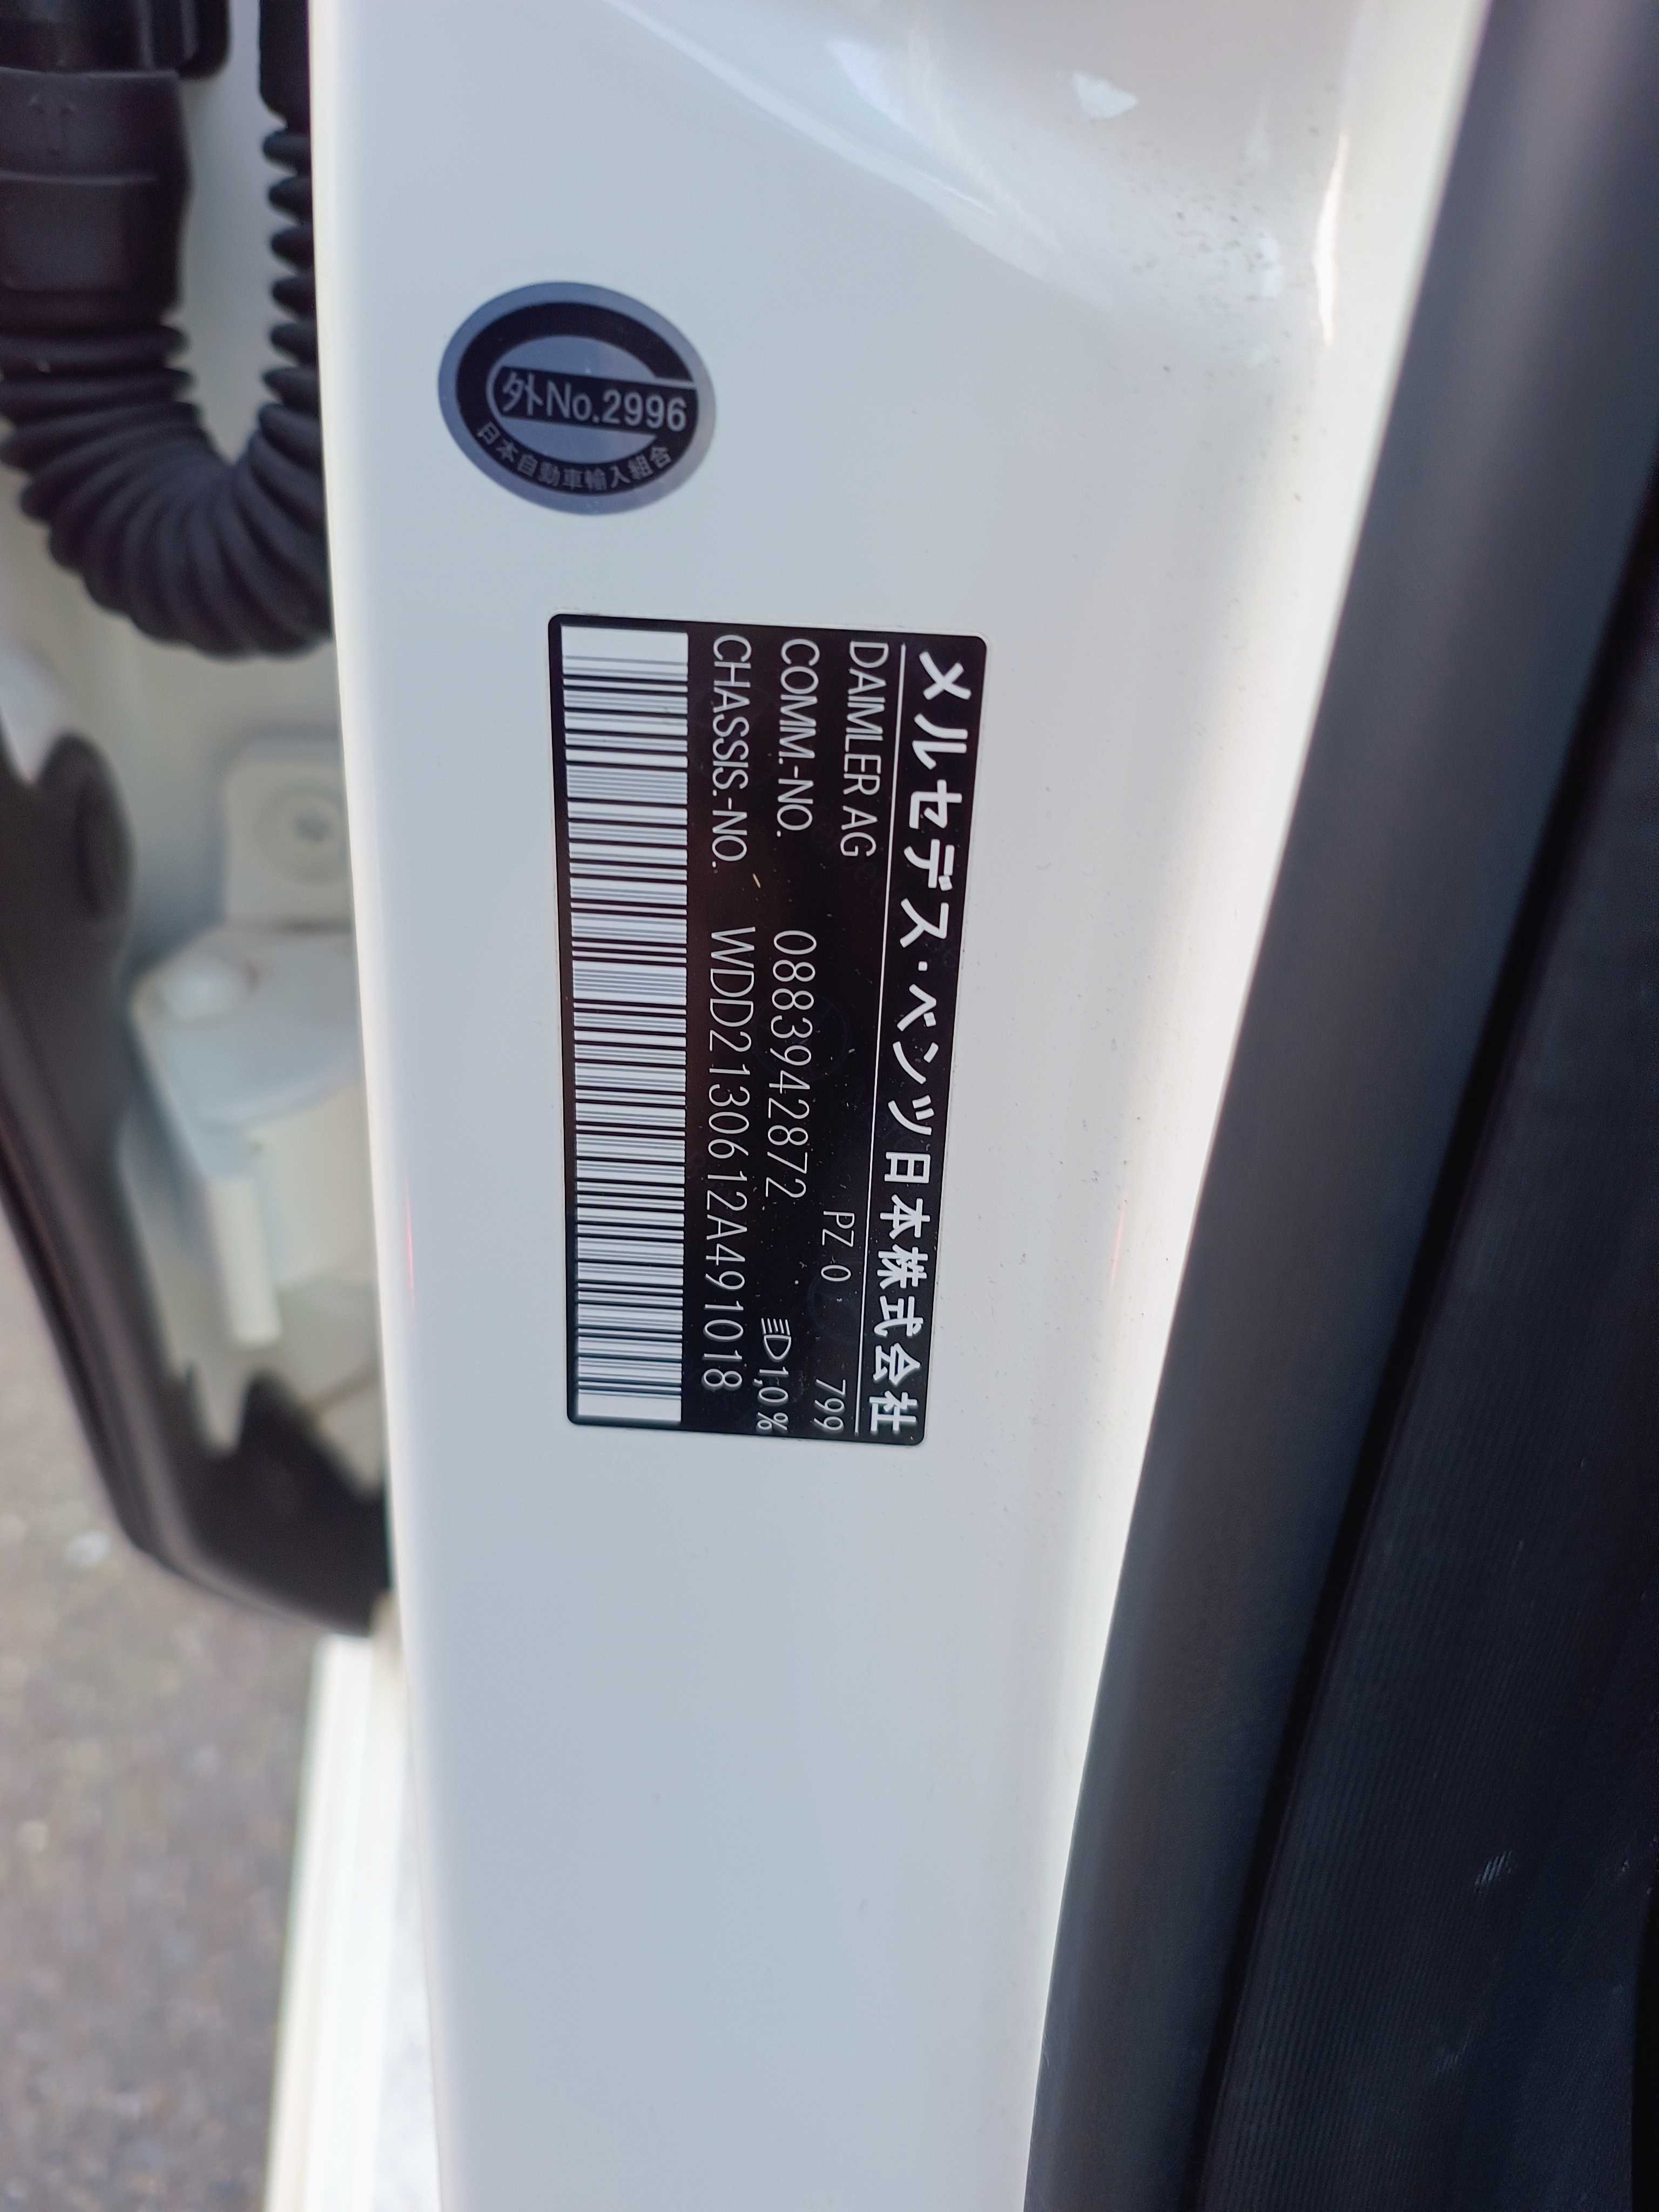 外No.2996
日本自動車輸入組合
メルセデス・ベンツ日本株式会社
DAIMLER AG PZ 0 799
COMM.-NO. 0883942872 1,0%
CHASSIS.-NO. WDD2130612A491018